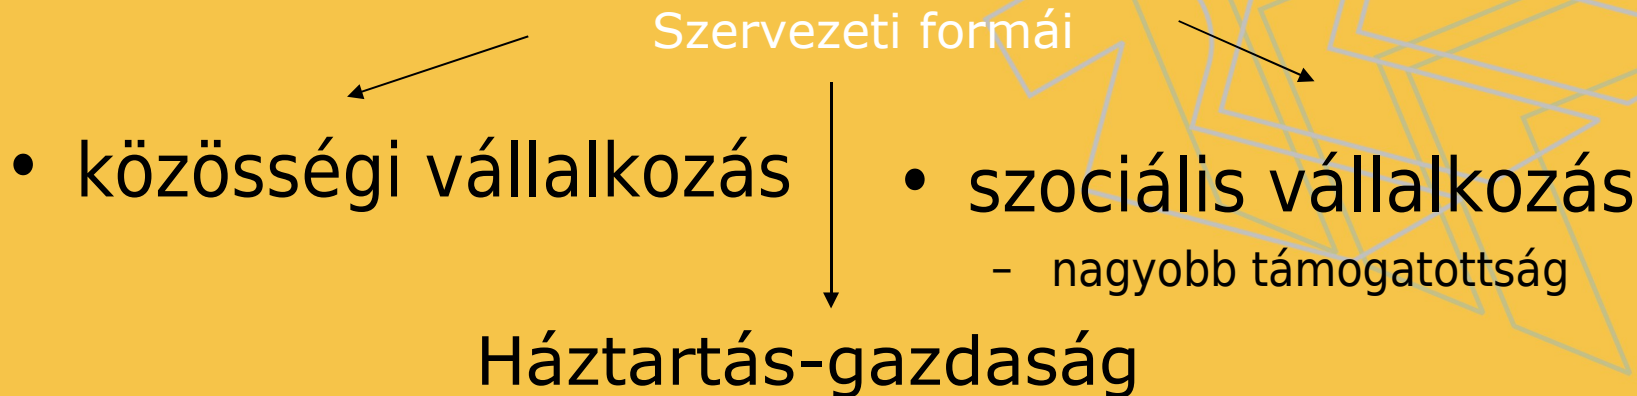 Szervezeti formái
• közösségi vállalkozás
• szociális vállalkozás
– nagyobb támogatottság
Háztartás-gazdaság